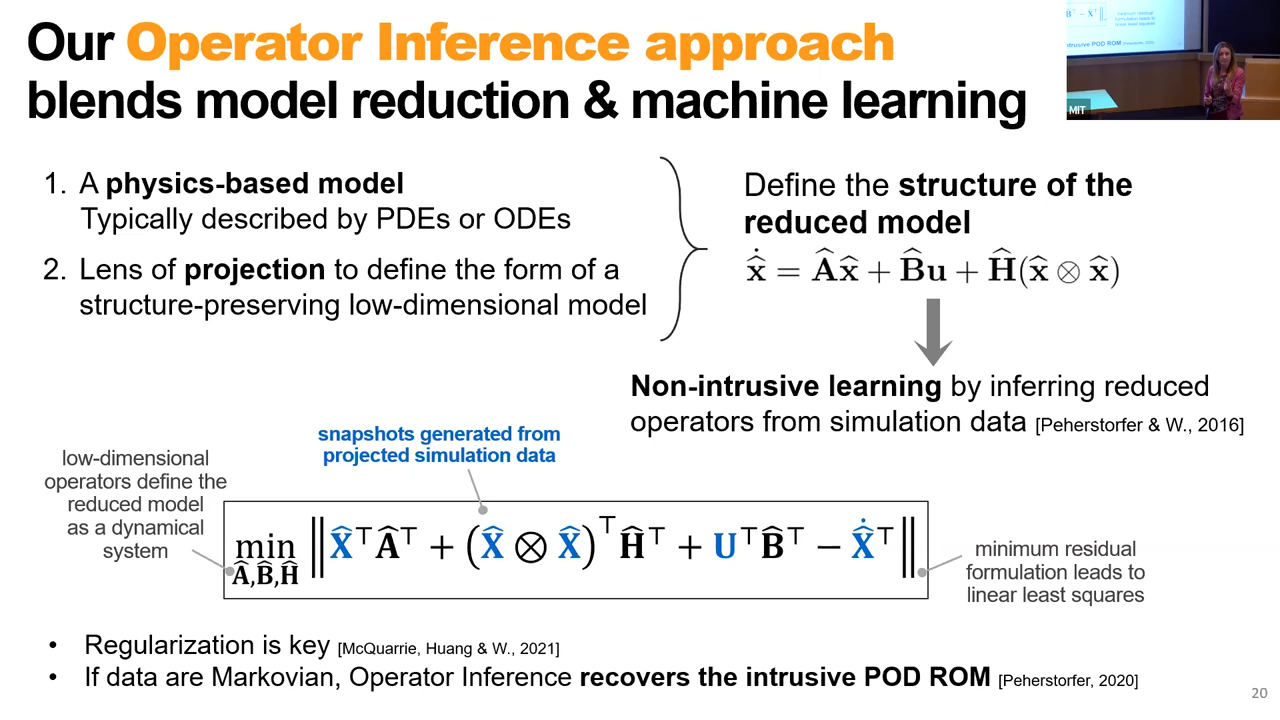 Our Operator Inference approach
blends model reduction & machine learning
MIT
1. A physics-based model
Typically described by PDEs or ODEs
2. Lens of projection to define the form of a
structure-preserving low-dimensional model
Define the structure of the
reduced model
\dot{\hat{x}} = Âx̂ + B̂u + Ĥ(x̂ ⊗ x̂)
Non-intrusive learning by inferring reduced
operators from simulation data [Peherstorfer & W., 2016]
snapshots generated from
projected simulation data
low-dimensional
operators define the
reduced model
as a dynamical
system
min_{Â,B̂,Ĥ} ‖X̂^⊤Â^⊤ + (X̂ ⊗ X̂)^⊤Ĥ^⊤ + U^⊤B̂^⊤ − \dot{X̂}^⊤‖
minimum residual
formulation leads to
linear least squares
• Regularization is key [McQuarrie, Huang & W., 2021]
• If data are Markovian, Operator Inference recovers the intrusive POD ROM [Peherstorfer, 2020]
20